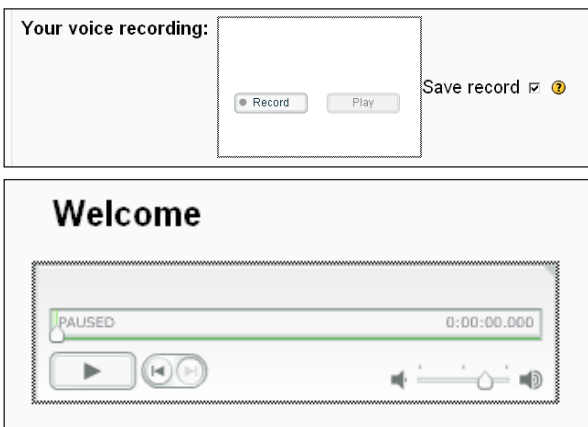 Your voice recording:
Save record
Record Play
Welcome
PAUSED 0:00:00.000